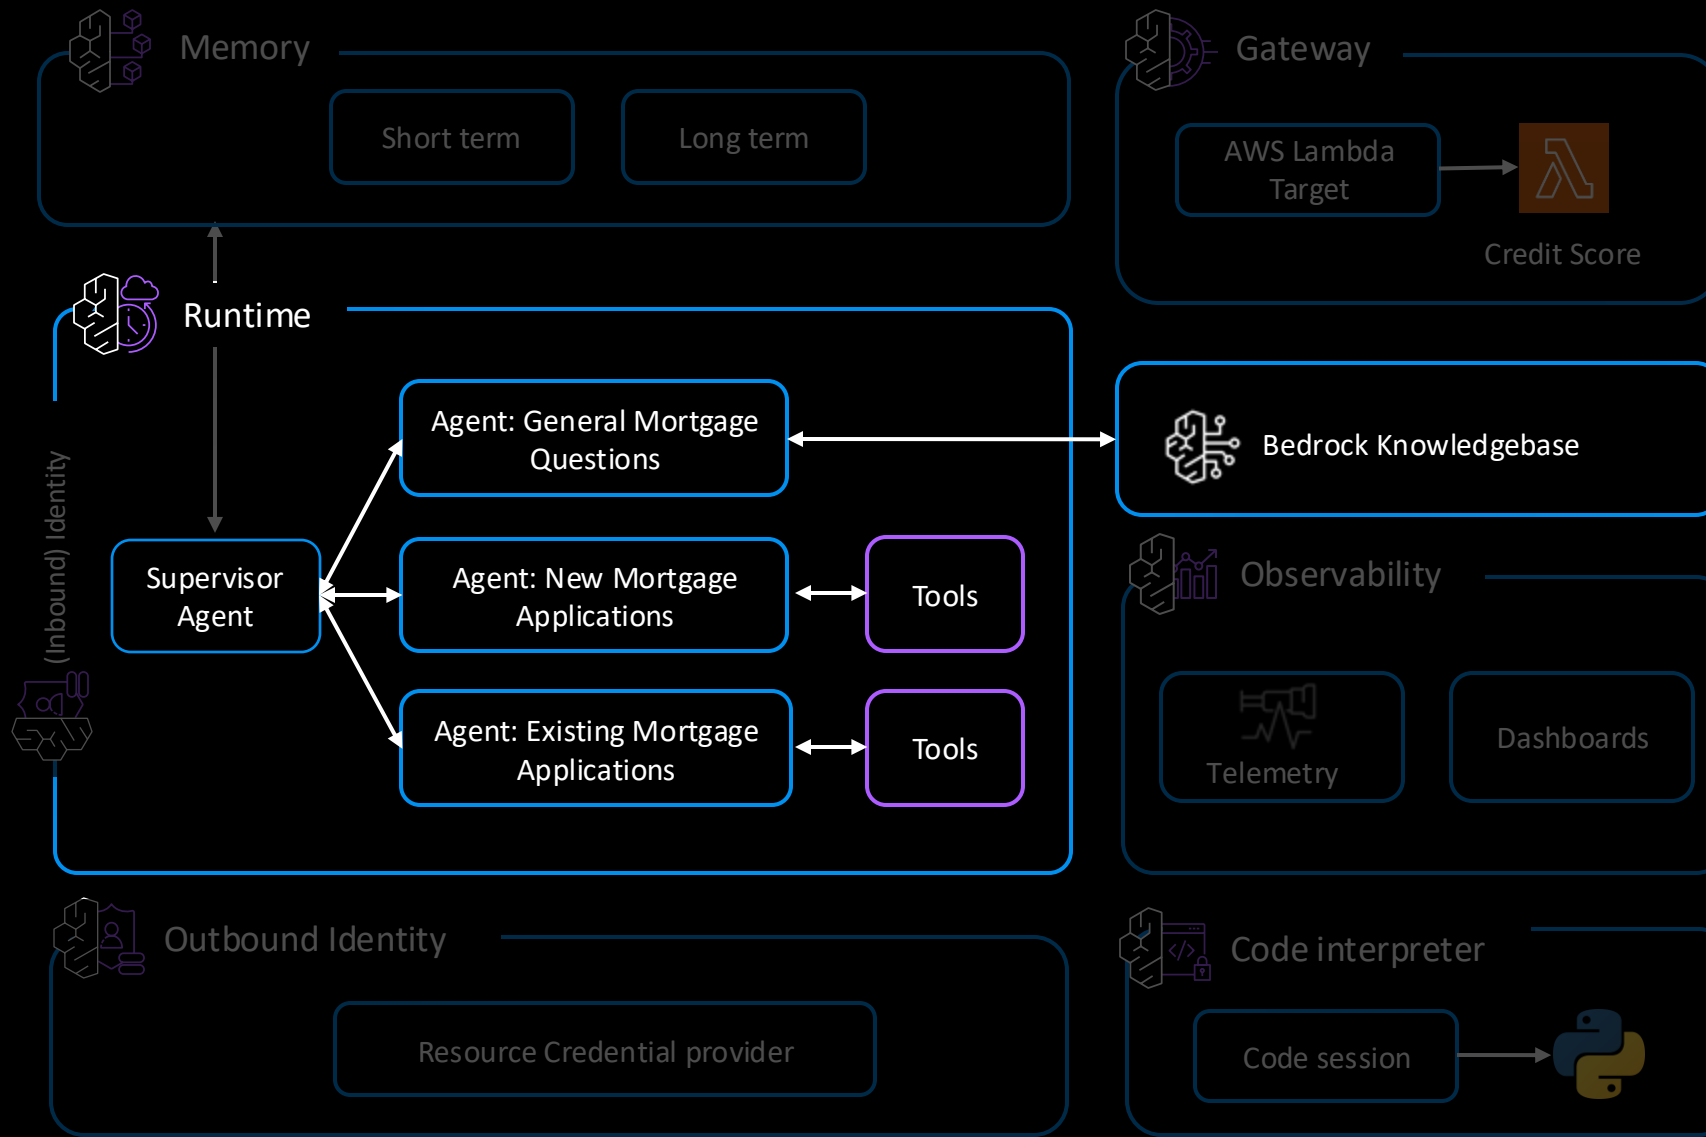 Memory
Short term
Long term
Gateway
AWS Lambda
Target
Credit Score
Runtime
Agent: General Mortgage
Questions
Bedrock Knowledgebase
(Inbound) Identity
Supervisor
Agent
Agent: New Mortgage
Applications
Tools
Agent: Existing Mortgage
Applications
Tools
Observability
Telemetry
Dashboards
Outbound Identity
Resource Credential provider
Code interpreter
Code session